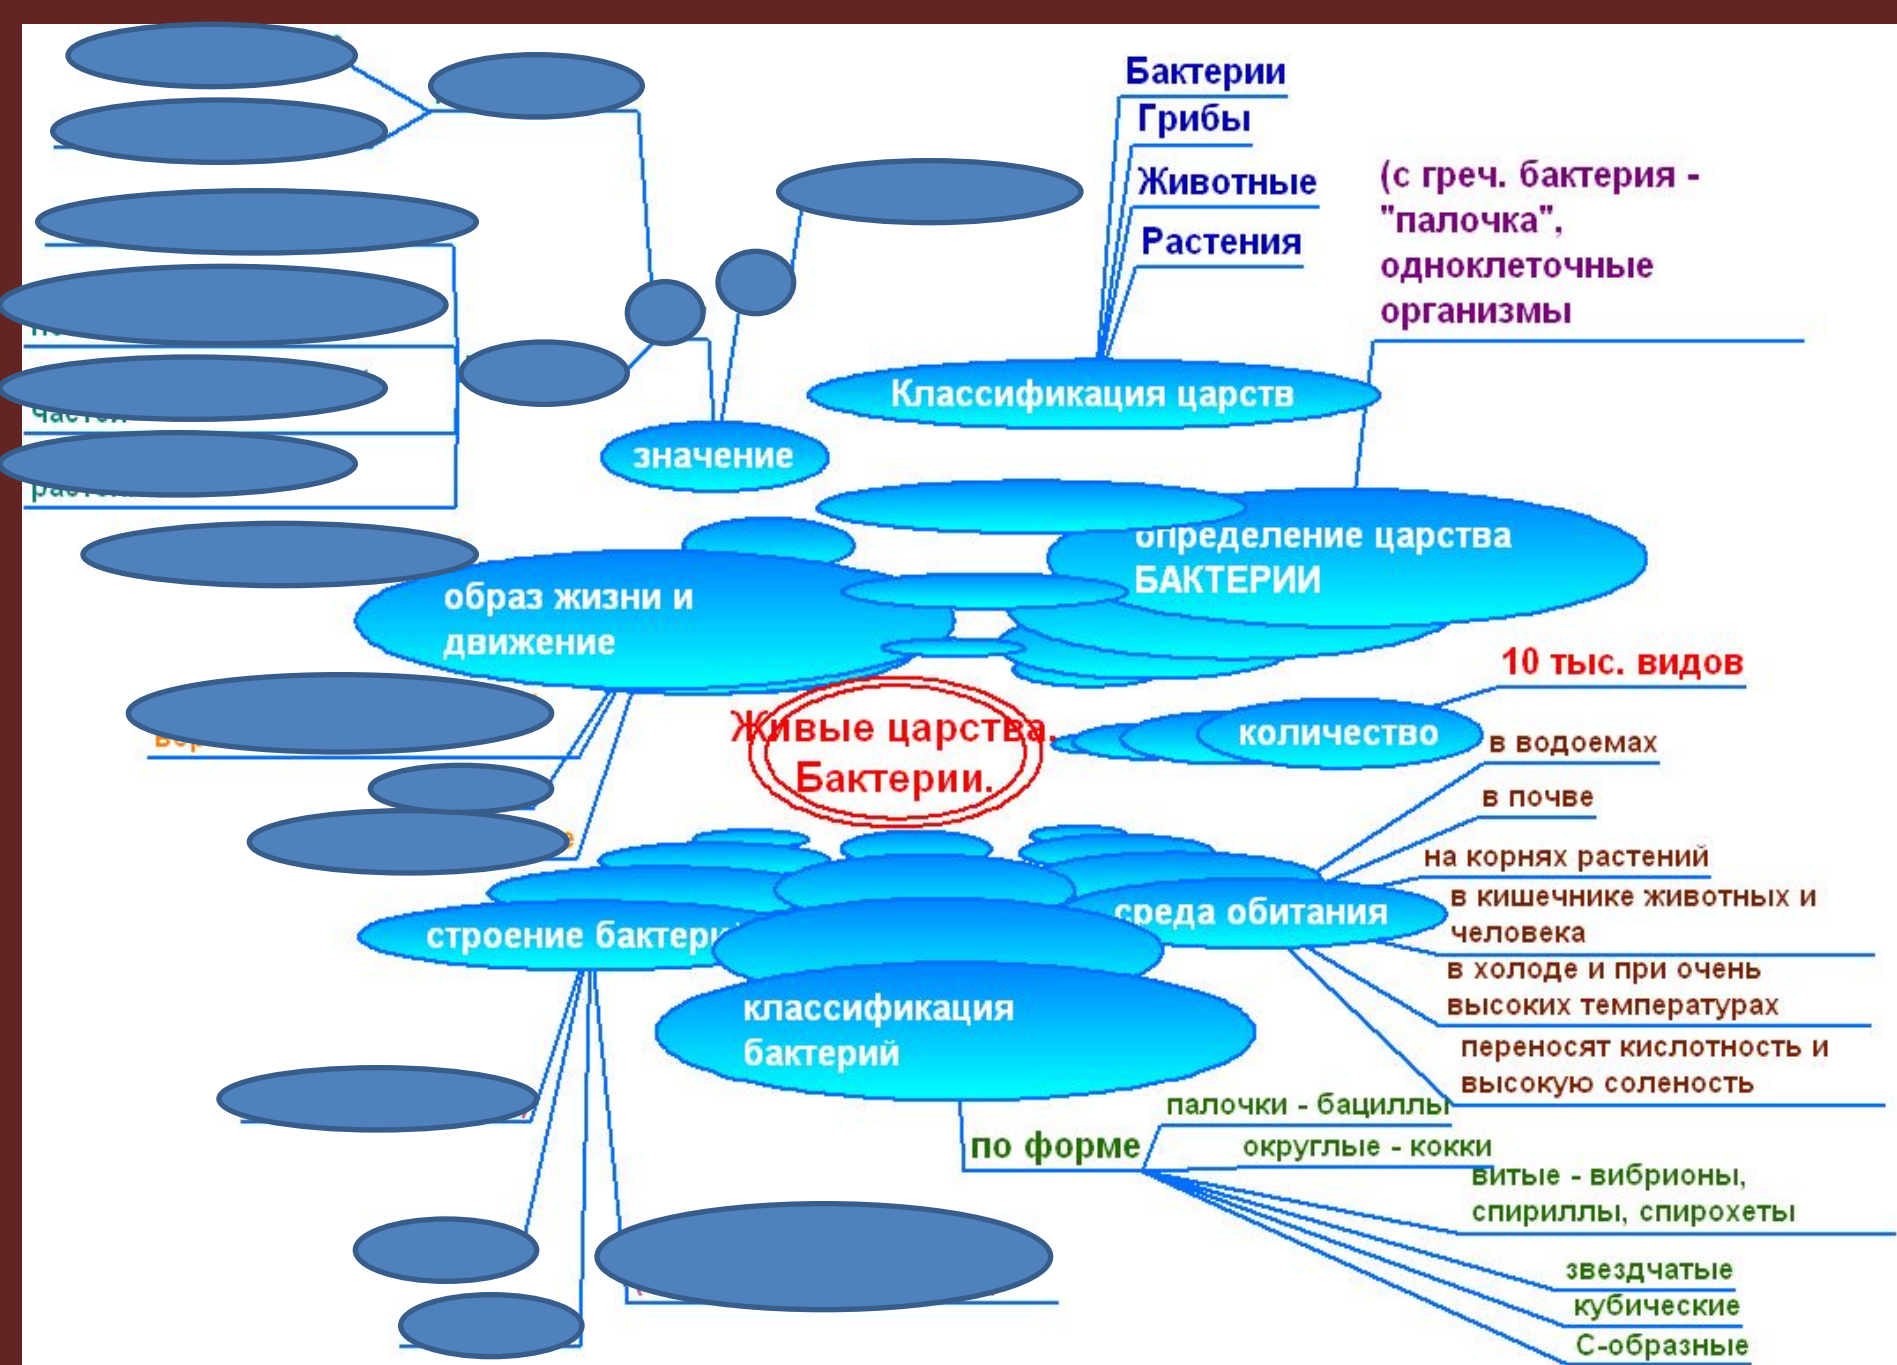 Бактерии
Грибы
Животные
Растения
(с греч. бактерия -
"палочка",
одноклеточные
организмы
Классификация царств
значение
определение царства
БАКТЕРИИ
образ жизни и
движение
10 тыс. видов
Живые царства.
Бактерии.
количество
в водоемах
в почве
на корнях растений
в кишечнике животных и
человека
в холоде и при очень
высоких температурах
переносят кислотность и
высокую соленость
среда обитания
строение
классификация
бактерий
по форме
палочки - бациллы
округлые - кокки
витые - вибрионы,
спириллы, спирохеты
звездчатые
кубические
С-образные